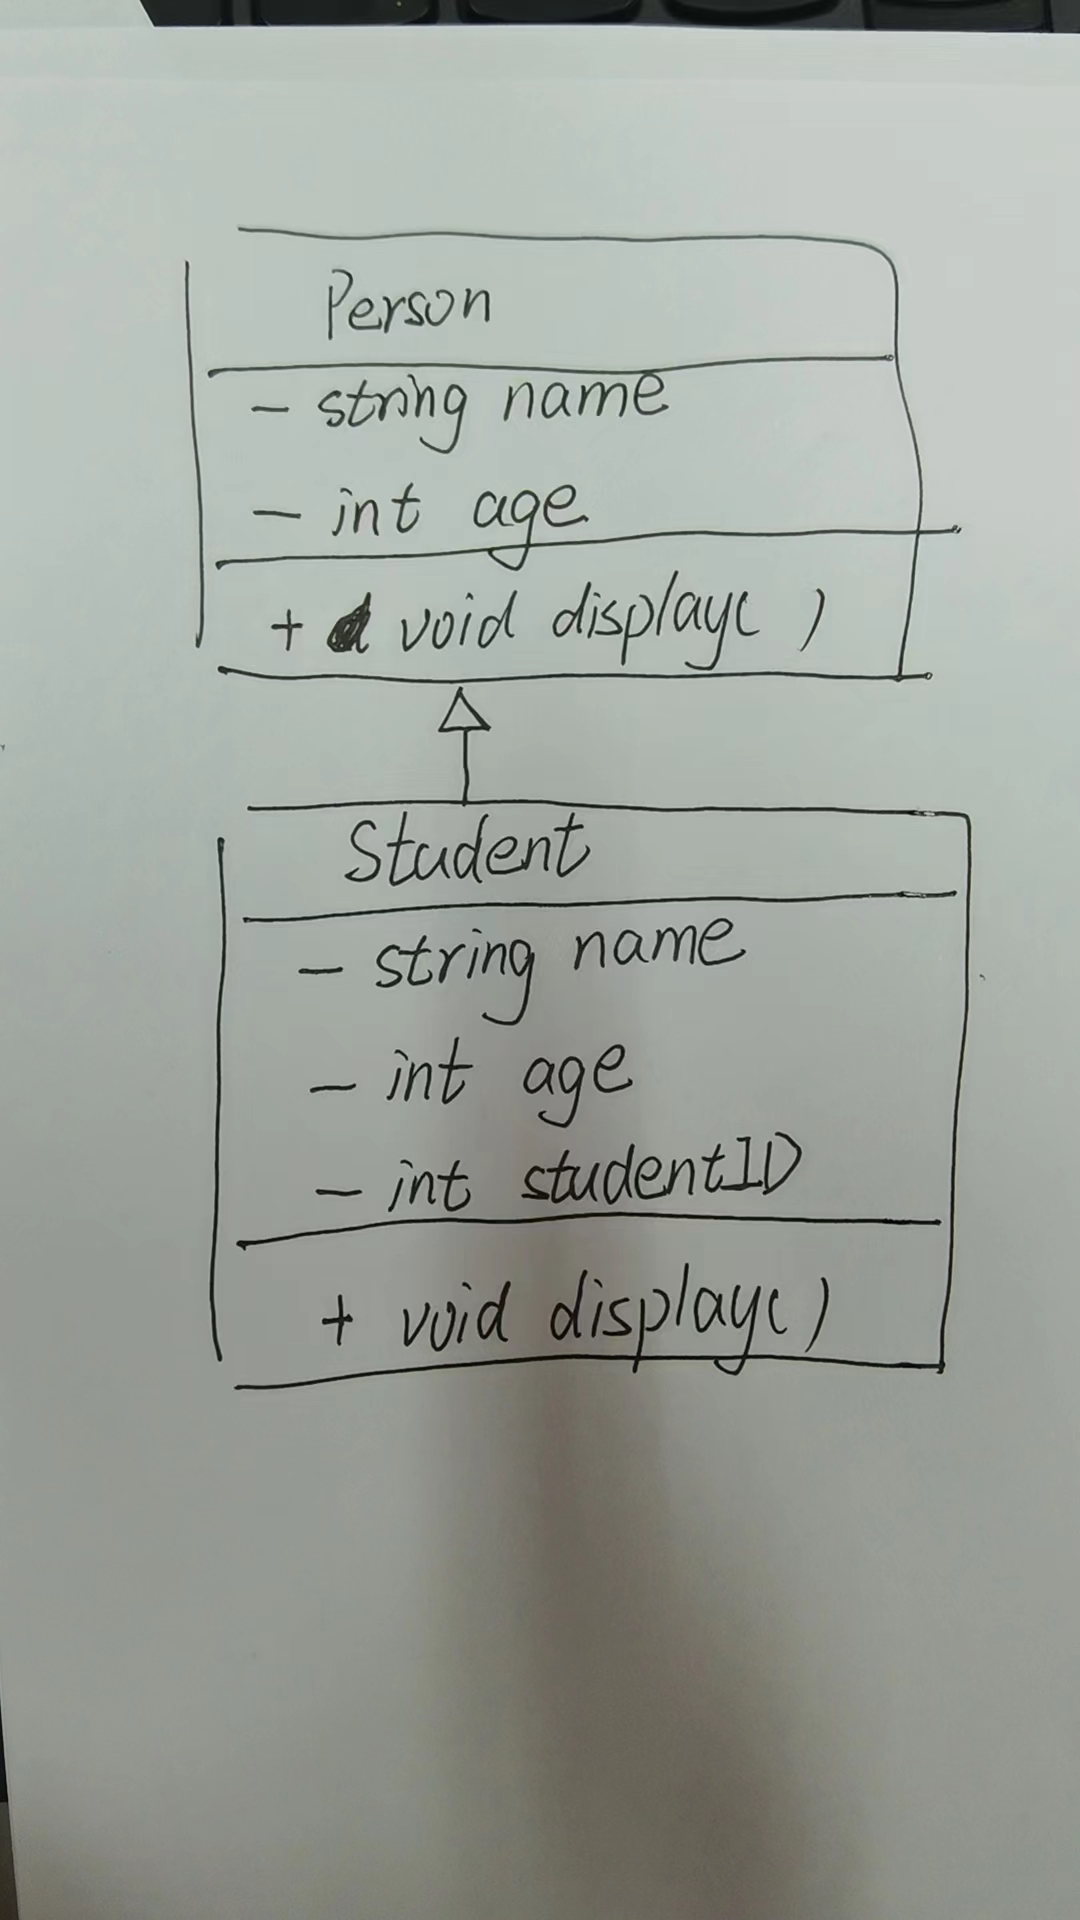 Person
- string name
- int age
+ void display()
Student
- string name
- int age
- int studentID
+ void display()